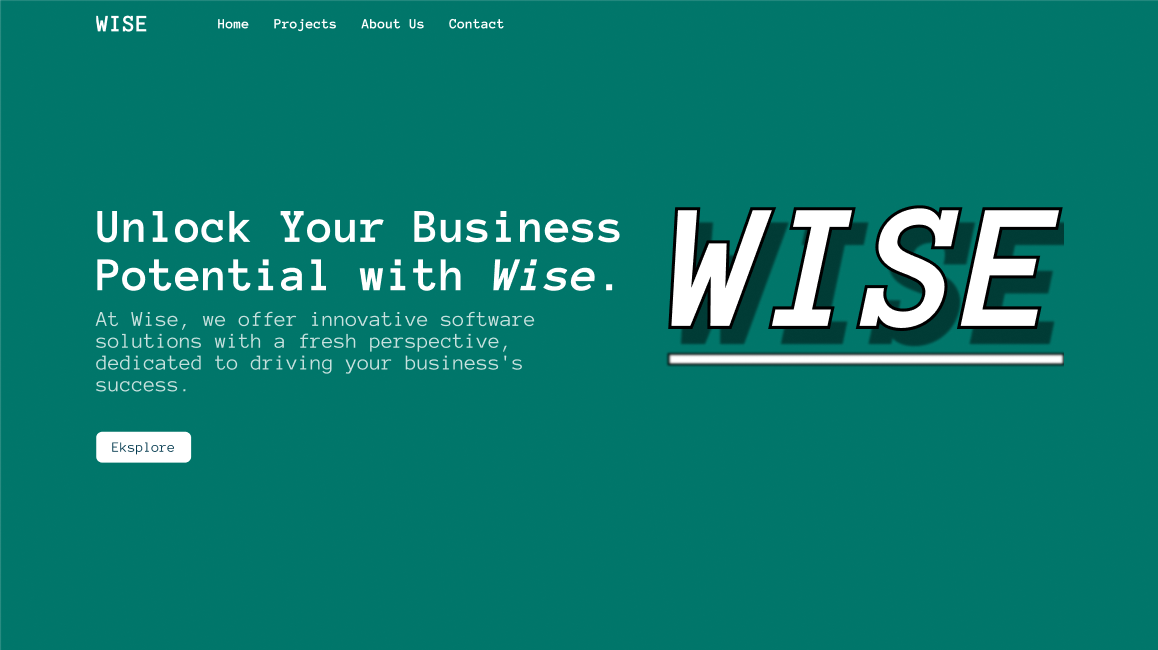 WISE
Home Projects About Us Contact
Unlock Your Business
Potential with Wise.
At Wise, we offer innovative software
solutions with a fresh perspective,
dedicated to driving your business's
success.
Eksplore
WISE